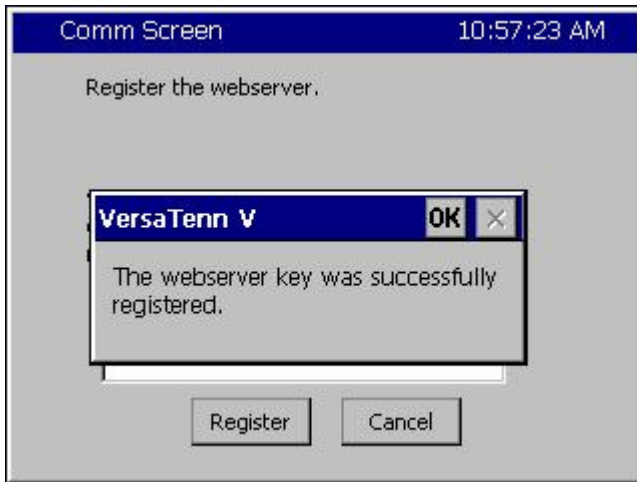 Comm Screen 10:57:23 AM
Register the webserver.
VersaTenn V OK
The webserver key was successfully
registered.
Register Cancel